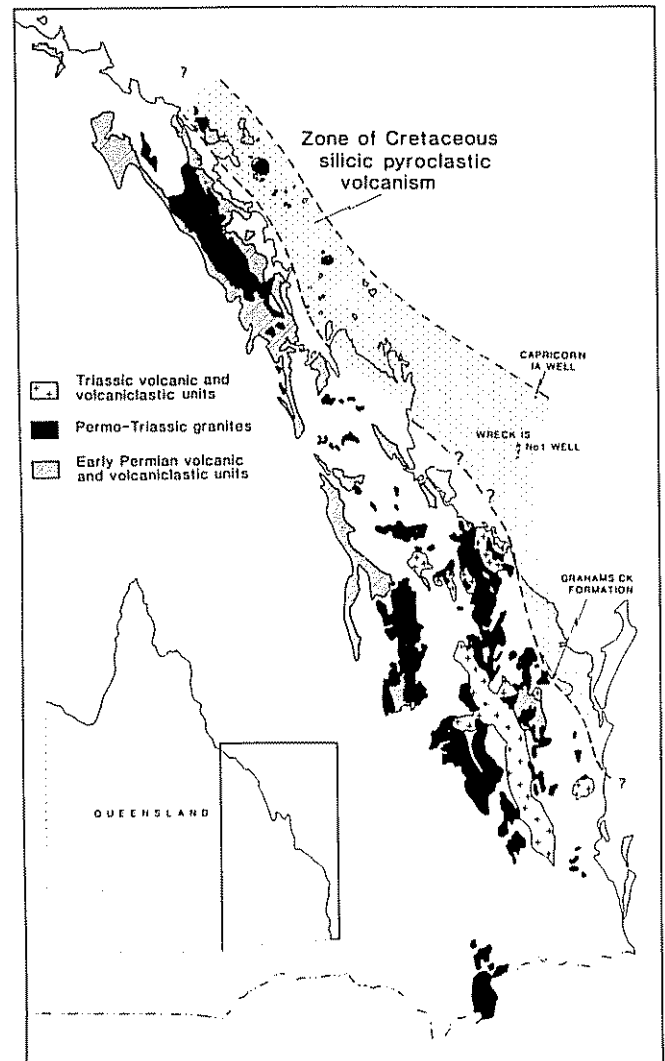 ?
Zone of Cretaceous
silicic pyroclastic
volcanism
CAPRICORN
IA WELL
Triassic volcanic and
volcaniclastic units
Permo-Triassic granites
Early Permian volcanic
and volcaniclastic units
WRECK IS
No1 WELL
?
?
GRAHAMS CK
FORMATION
?
QUEENSLAND